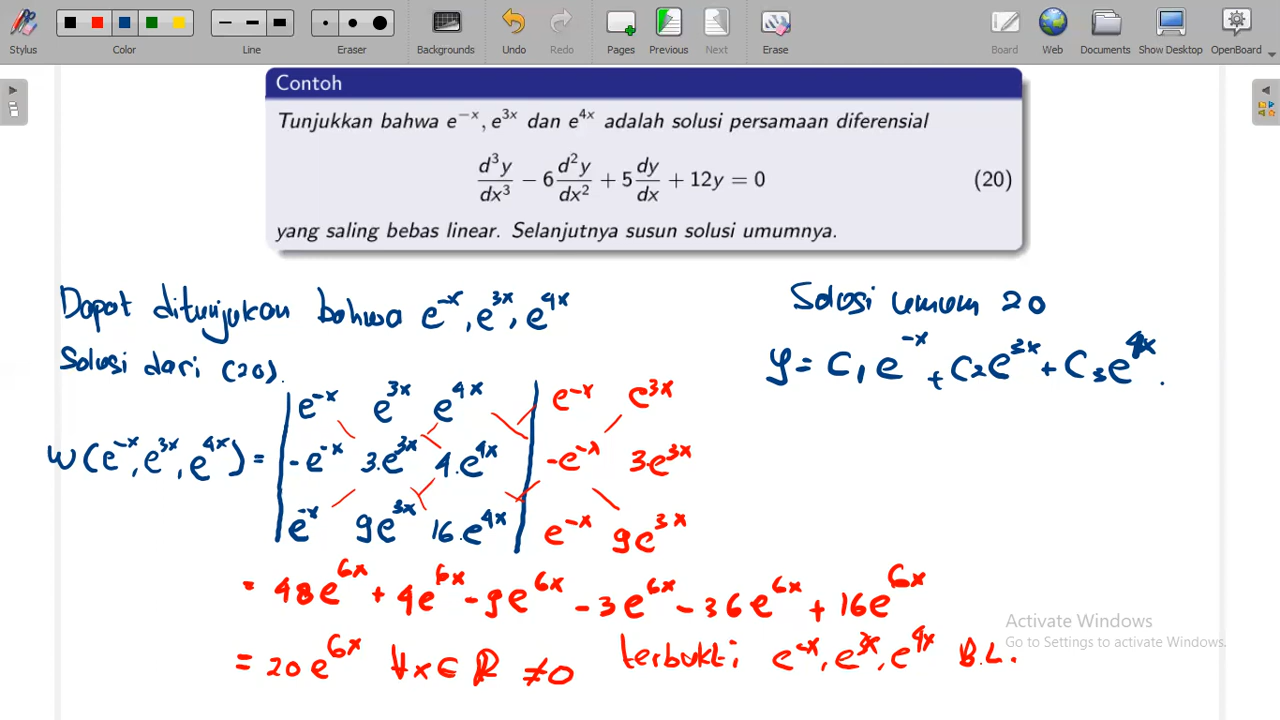 Stylus Color Line Eraser Backgrounds Undo Redo Pages Previous Next Erase Board Web Documents Show Desktop OpenBoard
Contoh
Tunjukkan bahwa e^{-x}, e^{3x} dan e^{4x} adalah solusi persamaan diferensial
d³y/dx³ − 6 d²y/dx² + 5 dy/dx + 12y = 0 (20)
yang saling bebas linear. Selanjutnya susun solusi umumnya.
Dapat ditunjukan bahwa e^{-x}, e^{3x}, e^{4x}
Solusi dari (20).
Solusi umum 20
y = C₁ e^{-x} + C₂ e^{3x} + C₃ e^{4x}.
e^{-x} e^{3x} e^{4x} | e^{-x} e^{3x}
W(e^{-x}, e^{3x}, e^{4x}) = | -e^{-x} 3.e^{3x} 4.e^{4x} | -e^{-x} 3.e^{3x}
e^{-x} 9e^{3x} 16.e^{4x} | e^{-x} 9e^{3x}
= 48e^{6x} + 4e^{6x} - 9e^{6x} - 3e^{6x} - 36e^{6x} + 16e^{6x}
= 20e^{6x} ∀x ∈ ℝ ≠0 terbukti e^{-x}, e^{3x}, e^{4x} B.L.
Activate Windows
Go to Settings to activate Windows.